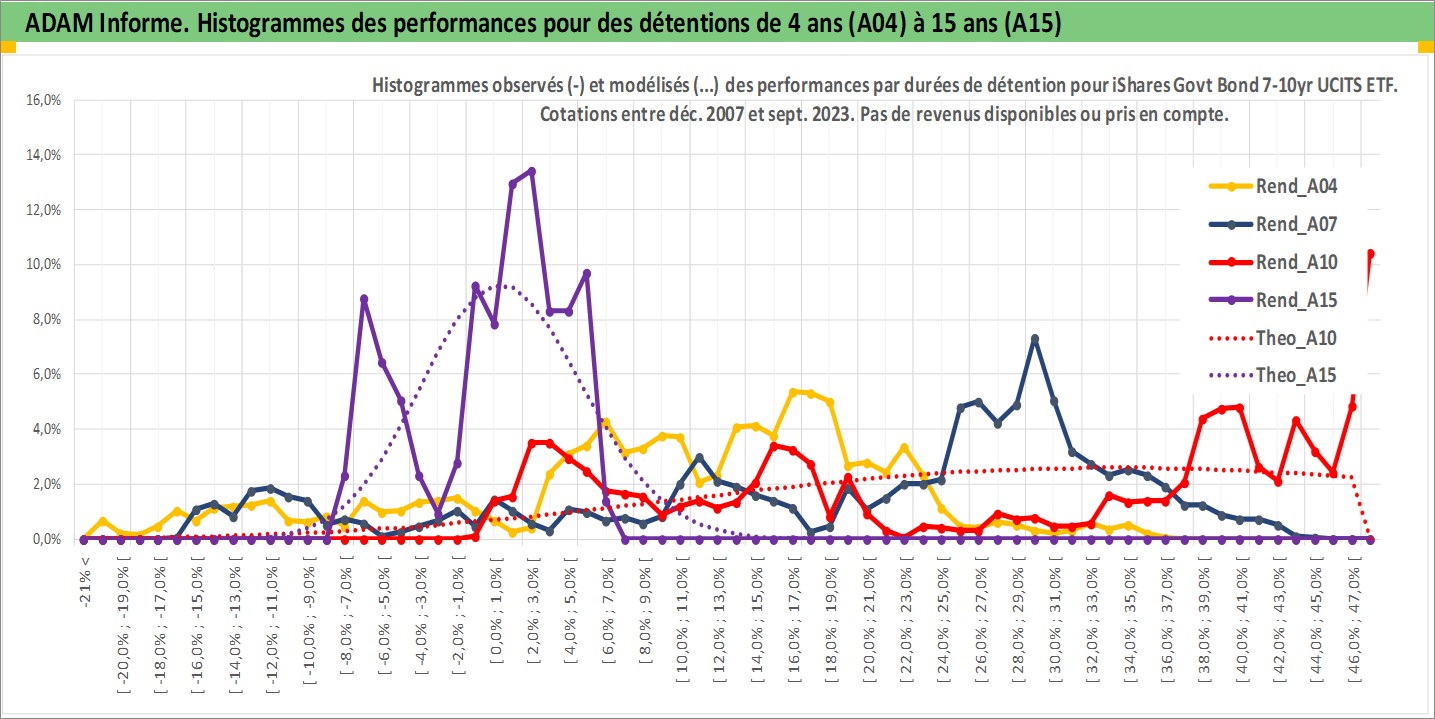 ADAM Informe. Histogrammes des performances pour des détentions de 4 ans (A04) à 15 ans (A15)
Histogrammes observés (-) et modélisés (...) des performances par durées de détention pour iShares Govt Bond 7-10yr UCITS ETF.
Cotations entre déc. 2007 et sept. 2023. Pas de revenus disponibles ou pris en compte.
16,0%
14,0%
12,0%
10,0%
8,0%
6,0%
4,0%
2,0%
0,0%
Rend_A04
Rend_A07
Rend_A10
Rend_A15
Theo_A10
Theo_A15
-21% <
[ -20,0% ; -19,0% [
[ -18,0% ; -17,0% [
[ -16,0% ; -15,0% [
[ -14,0% ; -13,0% [
[ -12,0% ; -11,0% [
[ -10,0% ; -9,0% [
[ -8,0% ; -7,0% [
[ -6,0% ; -5,0% [
[ -4,0% ; -3,0% [
[ -2,0% ; -1,0% [
[ 0,0% ; 1,0% [
[ 2,0% ; 3,0% [
[ 4,0% ; 5,0% [
[ 6,0% ; 7,0% [
[ 8,0% ; 9,0% [
[ 10,0% ; 11,0% [
[ 12,0% ; 13,0% [
[ 14,0% ; 15,0% [
[ 16,0% ; 17,0% [
[ 18,0% ; 19,0% [
[ 20,0% ; 21,0% [
[ 22,0% ; 23,0% [
[ 24,0% ; 25,0% [
[ 26,0% ; 27,0% [
[ 28,0% ; 29,0% [
[ 30,0% ; 31,0% [
[ 32,0% ; 33,0% [
[ 34,0% ; 35,0% [
[ 36,0% ; 37,0% [
[ 38,0% ; 39,0% [
[ 40,0% ; 41,0% [
[ 42,0% ; 43,0% [
[ 44,0% ; 45,0% [
[ 46,0% ; 47,0% [